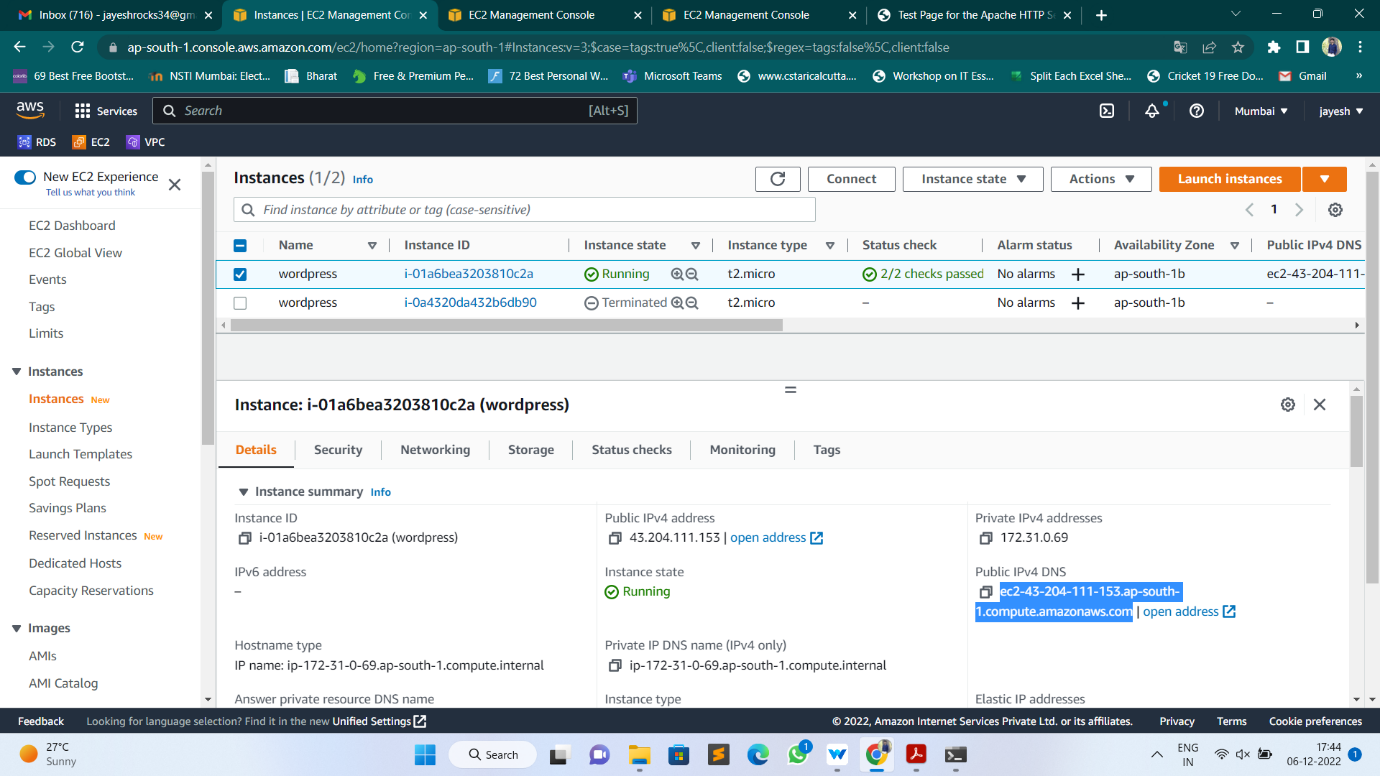 Inbox (716) - jayeshrocks34@gm
Instances | EC2 Management Con
EC2 Management Console
EC2 Management Console
Test Page for the Apache HTTP S
ap-south-1.console.aws.amazon.com/ec2/home?region=ap-south-1#Instances:v=3;$case=tags:true%5C,client:false;$regex=tags:false%5C,client:false
69 Best Free Bootst...
NSTI Mumbai: Elect...
Bharat
Free & Premium Pe...
72 Best Personal W...
Microsoft Teams
www.cstaricalcutta....
Workshop on IT Ess...
Split Each Excel She...
Cricket 19 Free Do...
Gmail
»
aws
Services
Search
[Alt+S]
Mumbai
jayesh
RDS
EC2
VPC
New EC2 Experience
Tell us what you think
EC2 Dashboard
EC2 Global View
Events
Tags
Limits
Instances
Instances New
Instance Types
Launch Templates
Spot Requests
Savings Plans
Reserved Instances New
Dedicated Hosts
Capacity Reservations
Images
AMIs
AMI Catalog
Instances (1/2) Info
Connect
Instance state
Actions
Launch instances
Find instance by attribute or tag (case-sensitive)
1
Name Instance ID Instance state Instance type Status check Alarm status Availability Zone Public IPv4 DNS
wordpress i-01a6bea3203810c2a Running t2.micro 2/2 checks passed No alarms + ap-south-1b ec2-43-204-111-
wordpress i-0a4320da432b6db90 Terminated t2.micro – No alarms + ap-south-1b –
Instance: i-01a6bea3203810c2a (wordpress)
Details
Security
Networking
Storage
Status checks
Monitoring
Tags
Instance summary Info
Instance ID
i-01a6bea3203810c2a (wordpress)
Public IPv4 address
43.204.111.153 | open address
Private IPv4 addresses
172.31.0.69
IPv6 address
–
Instance state
Running
Public IPv4 DNS
ec2-43-204-111-153.ap-south-
1.compute.amazonaws.com | open address
Hostname type
IP name: ip-172-31-0-69.ap-south-1.compute.internal
Private IP DNS name (IPv4 only)
ip-172-31-0-69.ap-south-1.compute.internal
Answer private resource DNS name
Instance type
Elastic IP addresses
Feedback
Looking for language selection? Find it in the new Unified Settings
© 2022, Amazon Internet Services Private Ltd. or its affiliates.
Privacy
Terms
Cookie preferences
27°C
Sunny
Search
1
ENG
IN
17:44
06-12-2022
1